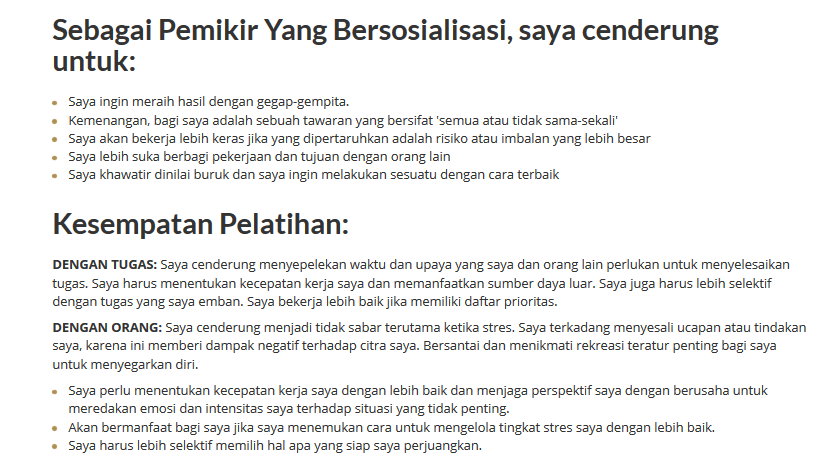 Sebagai Pemikir Yang Bersosialisasi, saya cenderung
untuk:
Saya ingin meraih hasil dengan gegap-gempita.
Kemenangan, bagi saya adalah sebuah tawaran yang bersifat 'semua atau tidak sama-sekali'
Saya akan bekerja lebih keras jika yang dipertaruhkan adalah risiko atau imbalan yang lebih besar
Saya lebih suka berbagi pekerjaan dan tujuan dengan orang lain
Saya khawatir dinilai buruk dan saya ingin melakukan sesuatu dengan cara terbaik
Kesempatan Pelatihan:
DENGAN TUGAS: Saya cenderung menyepelekan waktu dan upaya yang saya dan orang lain perlukan untuk menyelesaikan
tugas. Saya harus menentukan kecepatan kerja saya dan memanfaatkan sumber daya luar. Saya juga harus lebih selektif
dengan tugas yang saya emban. Saya bekerja lebih baik jika memiliki daftar prioritas.
DENGAN ORANG: Saya cenderung menjadi tidak sabar terutama ketika stres. Saya terkadang menyesali ucapan atau tindakan
saya, karena ini memberi dampak negatif terhadap citra saya. Bersantai dan menikmati rekreasi teratur penting bagi saya
untuk menyegarkan diri.
Saya perlu menentukan kecepatan kerja saya dengan lebih baik dan menjaga perspektif saya dengan berusaha untuk
meredakan emosi dan intensitas saya terhadap situasi yang tidak penting.
Akan bermanfaat bagi saya jika saya menemukan cara untuk mengelola tingkat stres saya dengan lebih baik.
Saya harus lebih selektif memilih hal apa yang siap saya perjuangkan.